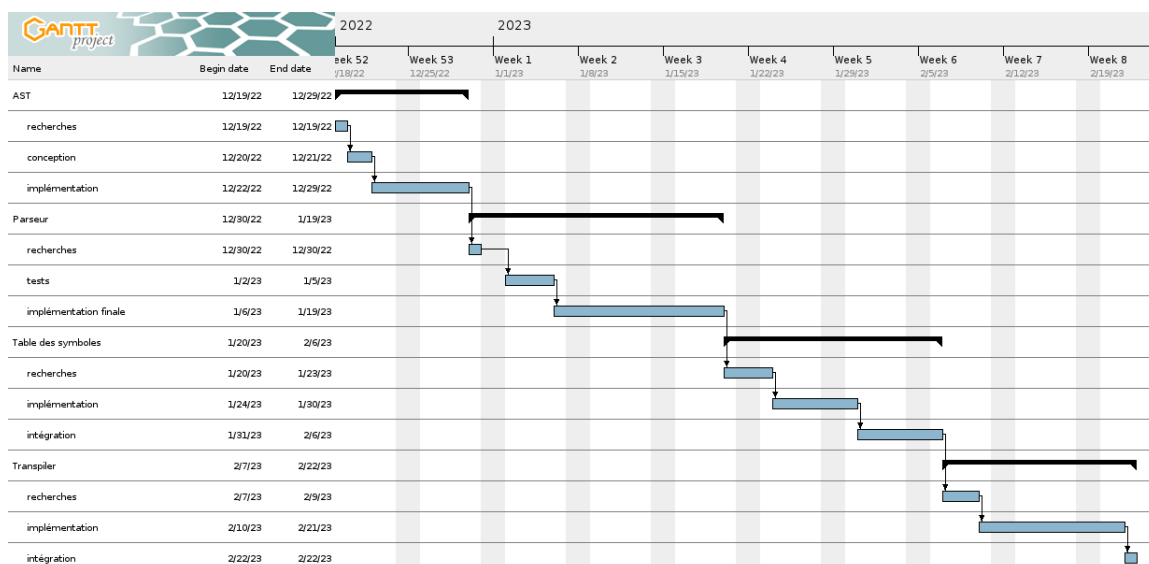 GANTT
project
2022 2023
eek 52 Week 53 Week 1 Week 2 Week 3 Week 4 Week 5 Week 6 Week 7 Week 8
Name Begin date End date /18/22 12/25/22 1/1/23 1/8/23 1/15/23 1/22/23 1/29/23 2/5/23 2/12/23 2/19/23
AST 12/19/22 12/29/22
recherches 12/19/22 12/19/22
conception 12/20/22 12/21/22
implémentation 12/22/22 12/29/22
Parseur 12/30/22 1/19/23
recherches 12/30/22 12/30/22
tests 1/2/23 1/5/23
implémentation finale 1/6/23 1/19/23
Table des symboles 1/20/23 2/6/23
recherches 1/20/23 1/23/23
implémentation 1/24/23 1/30/23
intégration 1/31/23 2/6/23
Transpiler 2/7/23 2/22/23
recherches 2/7/23 2/9/23
implémentation 2/10/23 2/21/23
intégration 2/22/23 2/22/23